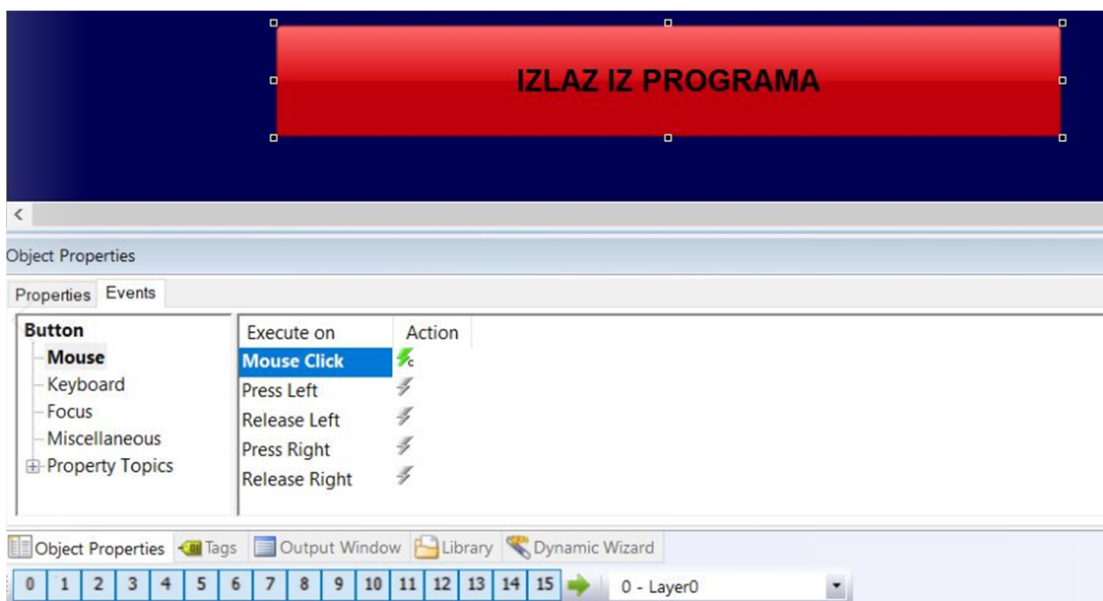 IZLAZ IZ PROGRAMA
Object Properties
Properties Events
Button
Mouse
Keyboard
Focus
Miscellaneous
Property Topics
Execute on Action
Mouse Click
Press Left
Release Left
Press Right
Release Right
Object Properties Tags Output Window Library Dynamic Wizard
0 1 2 3 4 5 6 7 8 9 10 11 12 13 14 15 0 - Layer0